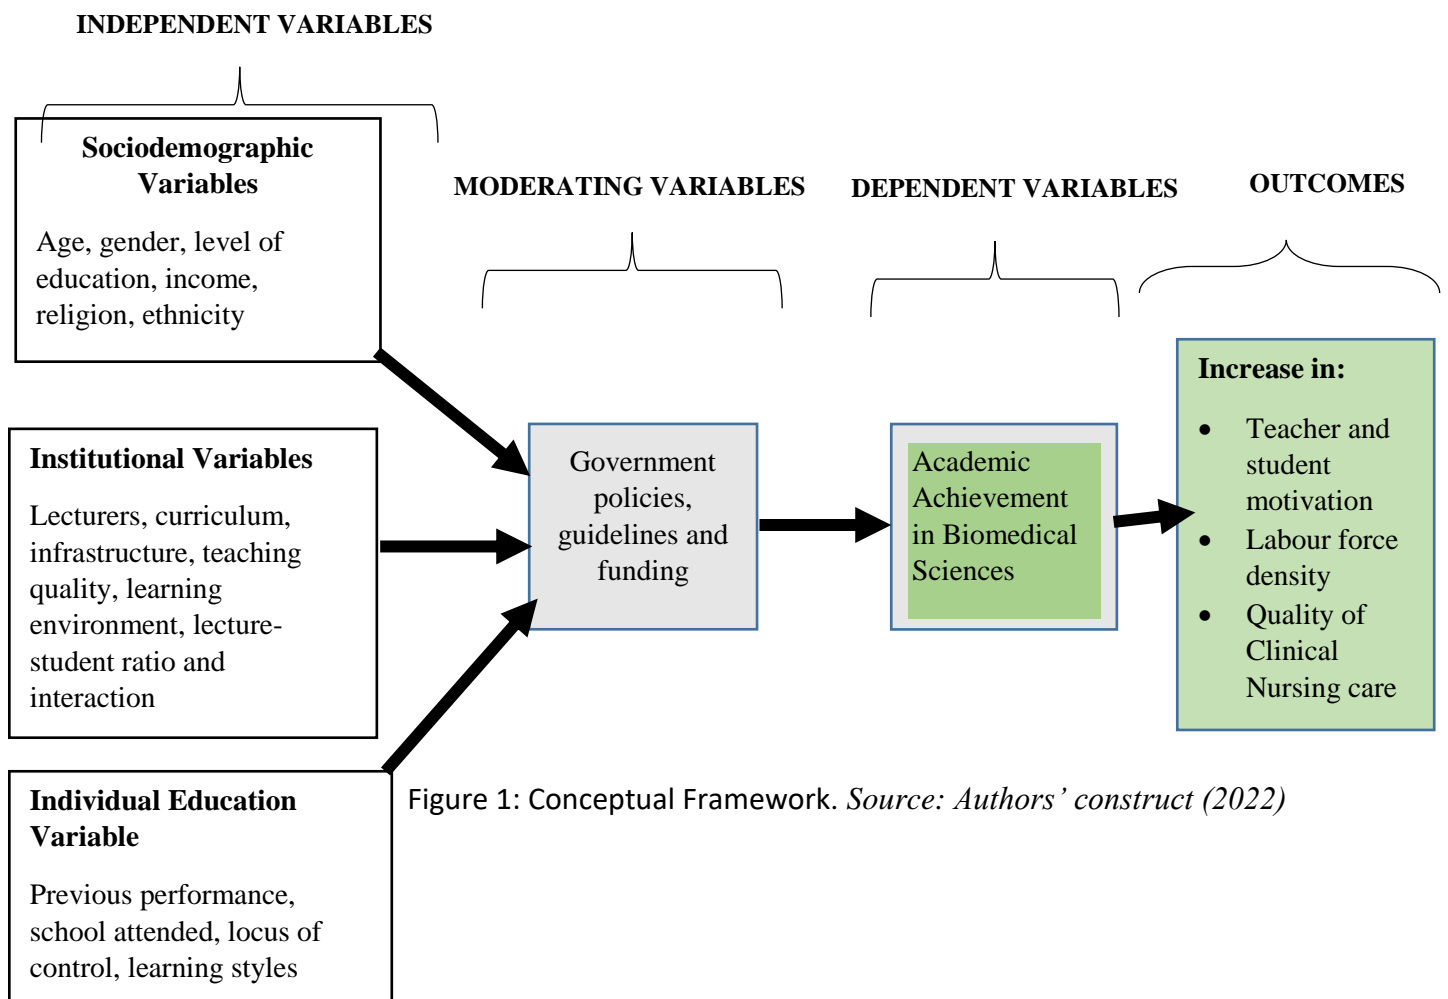 INDEPENDENT VARIABLES
Sociodemographic
Variables
Age, gender, level of
education, income,
religion, ethnicity
MODERATING VARIABLES
DEPENDENT VARIABLES
OUTCOMES
Institutional Variables
Lecturers, curriculum,
infrastructure, teaching
quality, learning
environment, lecture-
student ratio and
interaction
Individual Education
Variable
Previous performance,
school attended, locus of
control, learning styles
Government
policies,
guidelines and
funding
Academic
Achievement
in Biomedical
Sciences
Increase in:
• Teacher and
student
motivation
• Labour force
density
• Quality of
Clinical
Nursing care
Figure 1: Conceptual Framework. Source: Authors’ construct (2022)